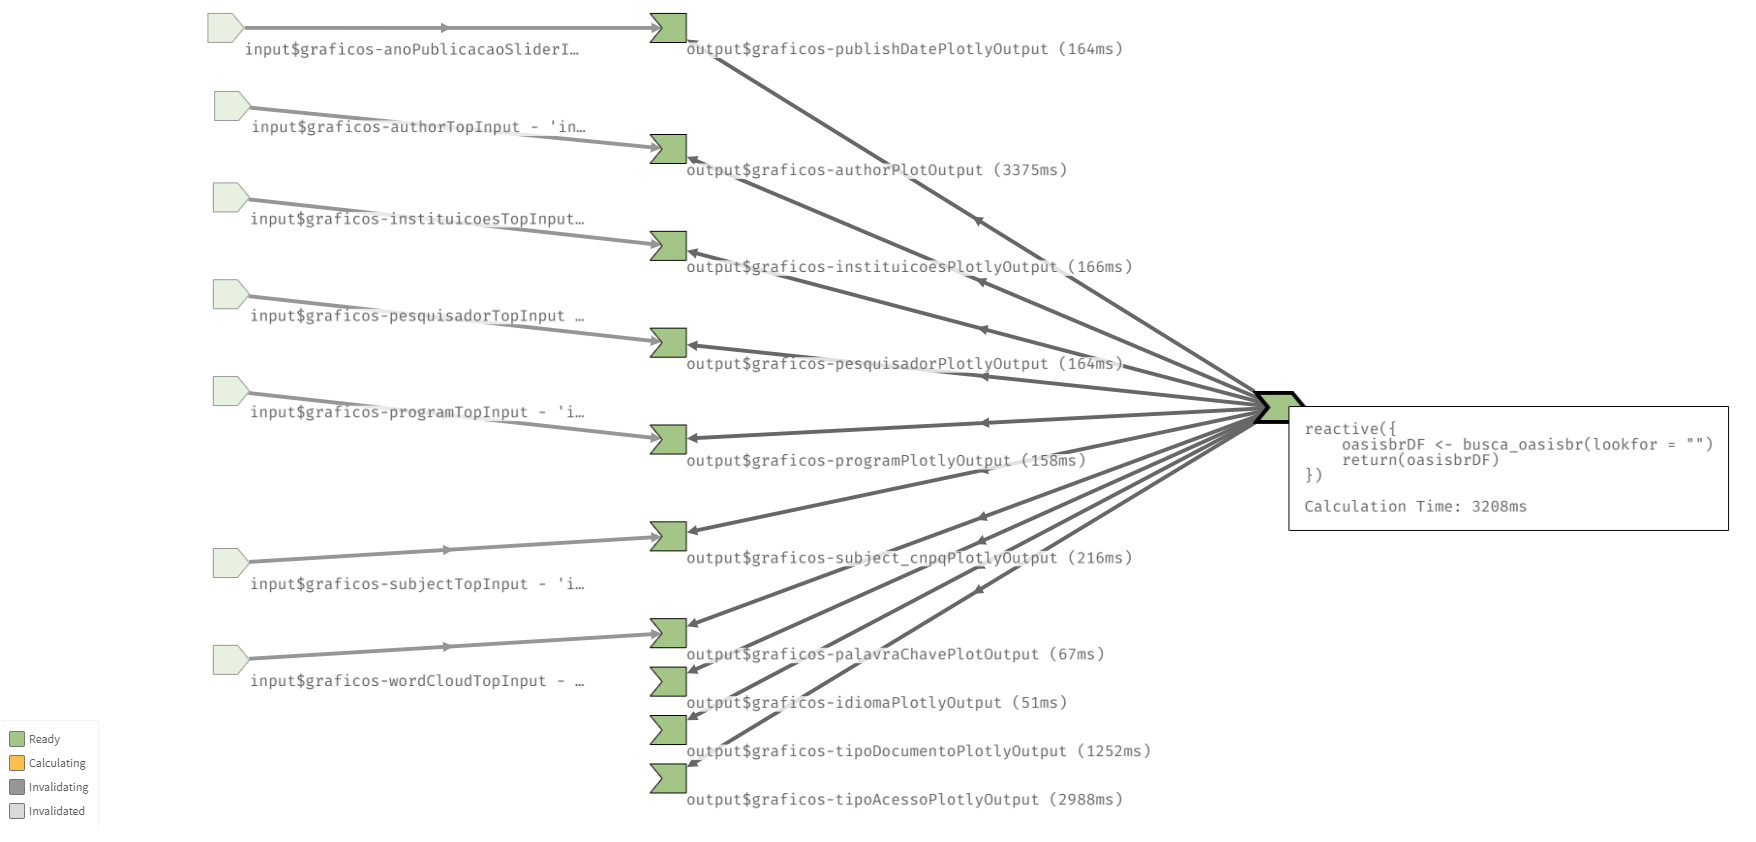 input$graficos-anoPublicacaoSliderI…
output$graficos-publishDatePlotlyOutput (164ms)
input$graficos-authorTopInput - 'in…
output$graficos-authorPlotOutput (3375ms)
input$graficos-instituicoesTopInput…
output$graficos-instituicoesPlotlyOutput (166ms)
input$graficos-pesquisadorTopInput …
output$graficos-pesquisadorPlotlyOutput (164ms)
input$graficos-programTopInput - 'i…
output$graficos-programPlotlyOutput (158ms)
reactive({
    oasisbrDF <- busca_oasisbr(lookfor = "")
    return(oasisbrDF)
})
Calculation Time: 3208ms
output$graficos-subject_cnpqPlotlyOutput (216ms)
input$graficos-subjectTopInput - 'i…
output$graficos-palavraChavePlotOutput (67ms)
input$graficos-wordCloudTopInput - …
output$graficos-idiomaPlotlyOutput (51ms)
output$graficos-tipoDocumentoPlotlyOutput (1252ms)
output$graficos-tipoAcessoPlotlyOutput (2988ms)
Ready
Calculating
Invalidating
Invalidated